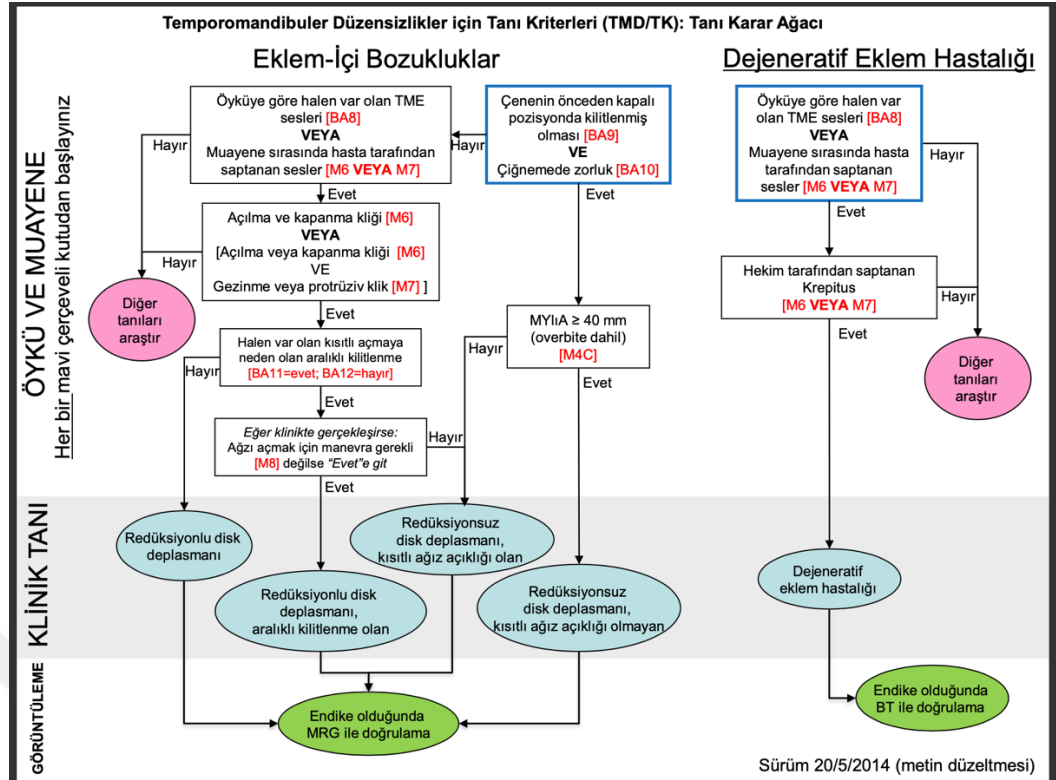 Temporomandibuler Düzensizlikler için Tanı Kriterleri (TMD/TK): Tanı Karar Ağacı
Eklem-İçi Bozukluklar
Dejeneratif Eklem Hastalığı
ÖYKÜ VE MUAYENE
Her bir mavi çerçeveli kutudan başlayınız
Öyküye göre halen var olan TME
sesleri [BA8]
VEYA
Muayene sırasında hasta tarafından
saptanan sesler [M6 VEYA M7]
Hayır
Evet
Çenenin önceden kapalı
pozisyonda kilitlenmiş
olması [BA9]
VE
Çiğnemede zorluk [BA10]
Hayır
Evet
Açılma ve kapanma kliği [M6]
VEYA
[Açılma veya kapanma kliği [M6]
VE
Gezinme veya protrüziv klik [M7] ]
Hayır
Evet
Diğer
tanıları
araştır
Halen var olan kısıtlı açmaya
neden olan aralıklı kilitlenme
[BA11=evet; BA12=hayır]
Hayır
Evet
MYlıA ≥ 40 mm
(overbite dahil)
[M4C]
Hayır
Evet
Eğer klinikte gerçekleşirse:
Ağzı açmak için manevra gerekli
[M8] değilse “Evet”e git
Hayır
Evet
Öyküye göre halen var
olan TME sesleri [BA8]
VEYA
Muayene sırasında hasta
tarafından saptanan
sesler [M6 VEYA M7]
Hayır
Evet
Hekim tarafından saptanan
Krepitus
[M6 VEYA M7]
Hayır
Evet
Diğer
tanıları
araştır
KLİNİK TANI
Redüksiyonlu disk
deplasmanı
Redüksiyonlu disk
deplasmanı,
aralıklı kilitlenme olan
Redüksiyonsuz
disk deplasmanı,
kısıtlı ağız açıklığı olan
Redüksiyonsuz
disk deplasmanı,
kısıtlı ağız açıklığı olmayan
Dejeneratif
eklem hastalığı
GÖRÜNTÜLEME
Endike olduğunda
MRG ile doğrulama
Endike olduğunda
BT ile doğrulama
Sürüm 20/5/2014 (metin düzeltmesi)